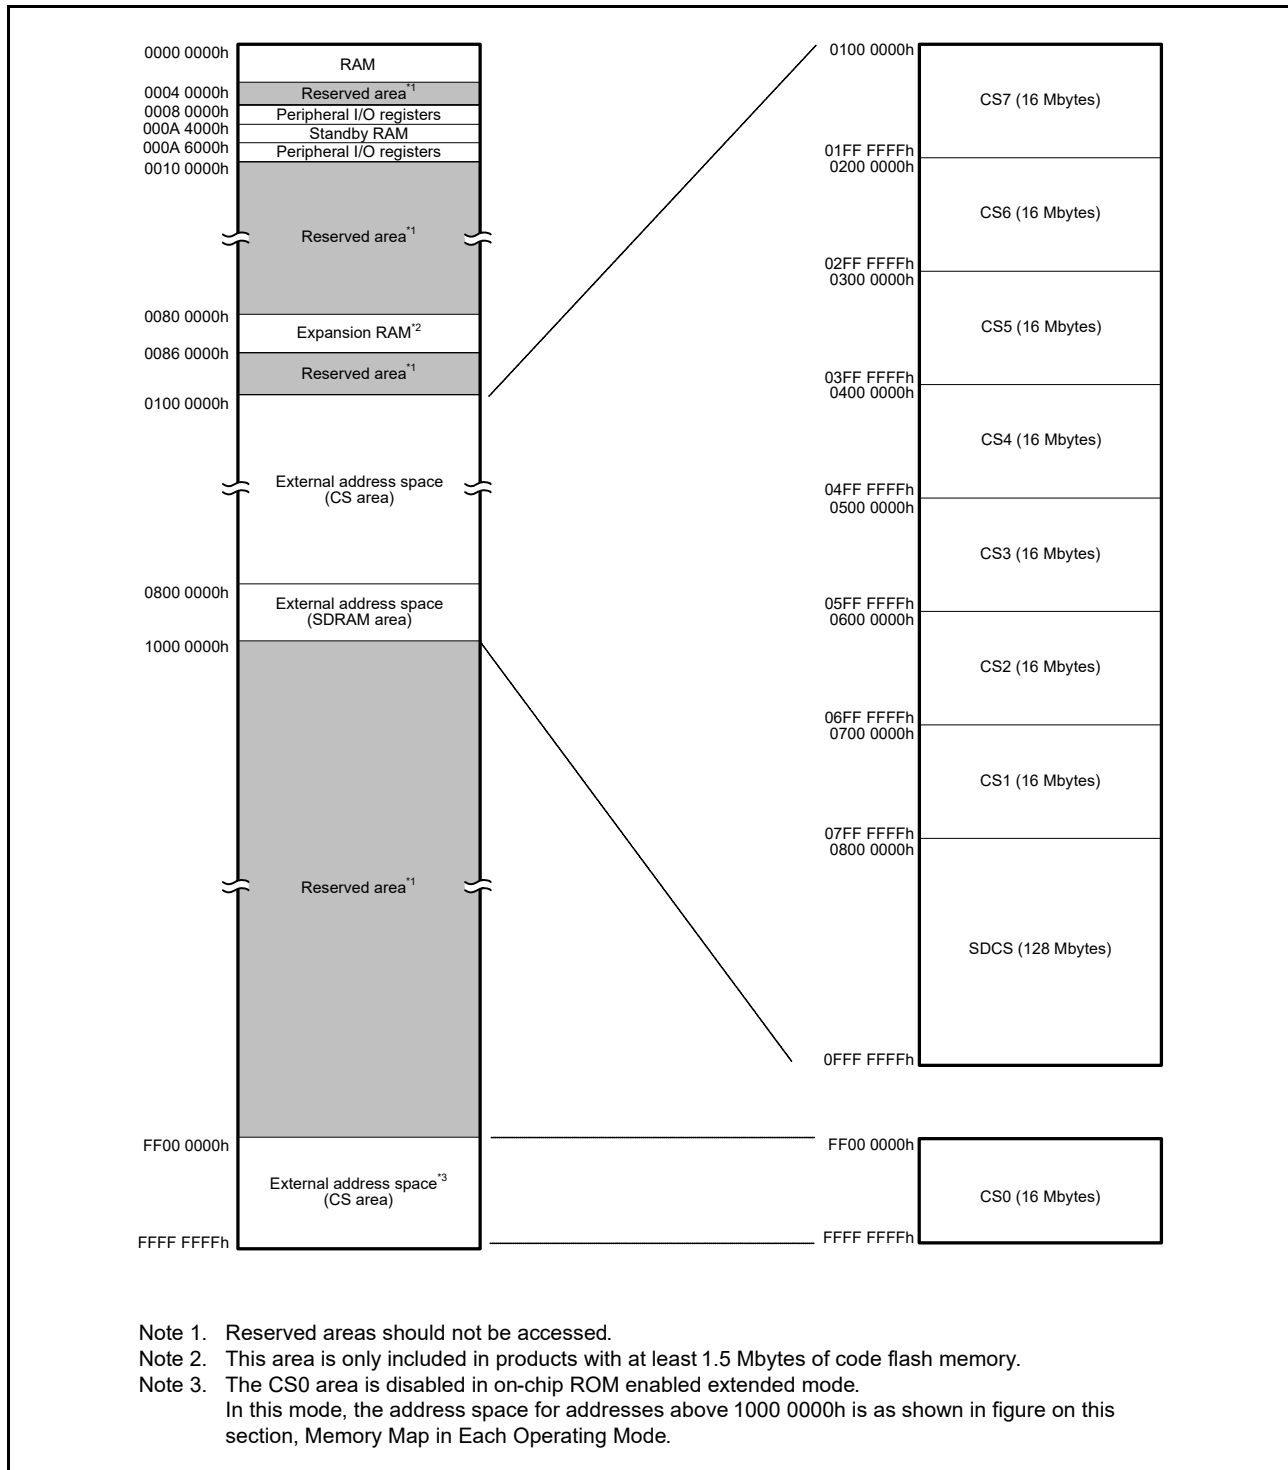 0000 0000h
RAM
0004 0000h
Reserved area*1
0008 0000h
Peripheral I/O registers
000A 4000h
Standby RAM
000A 6000h
Peripheral I/O registers
0010 0000h
Reserved area*1
0080 0000h
Expansion RAM*2
0086 0000h
Reserved area*1
0100 0000h
External address space
(CS area)
0800 0000h
External address space
(SDRAM area)
1000 0000h
Reserved area*1
FF00 0000h
External address space*3
(CS area)
FFFF FFFFh
0100 0000h
CS7 (16 Mbytes)
01FF FFFFh
0200 0000h
CS6 (16 Mbytes)
02FF FFFFh
0300 0000h
CS5 (16 Mbytes)
03FF FFFFh
0400 0000h
CS4 (16 Mbytes)
04FF FFFFh
0500 0000h
CS3 (16 Mbytes)
05FF FFFFh
0600 0000h
CS2 (16 Mbytes)
06FF FFFFh
0700 0000h
CS1 (16 Mbytes)
07FF FFFFh
0800 0000h
SDCS (128 Mbytes)
0FFF FFFFh
FF00 0000h
CS0 (16 Mbytes)
FFFF FFFFh
Note 1. Reserved areas should not be accessed.
Note 2. This area is only included in products with at least 1.5 Mbytes of code flash memory.
Note 3. The CS0 area is disabled in on-chip ROM enabled extended mode.
In this mode, the address space for addresses above 1000 0000h is as shown in figure on this
section, Memory Map in Each Operating Mode.